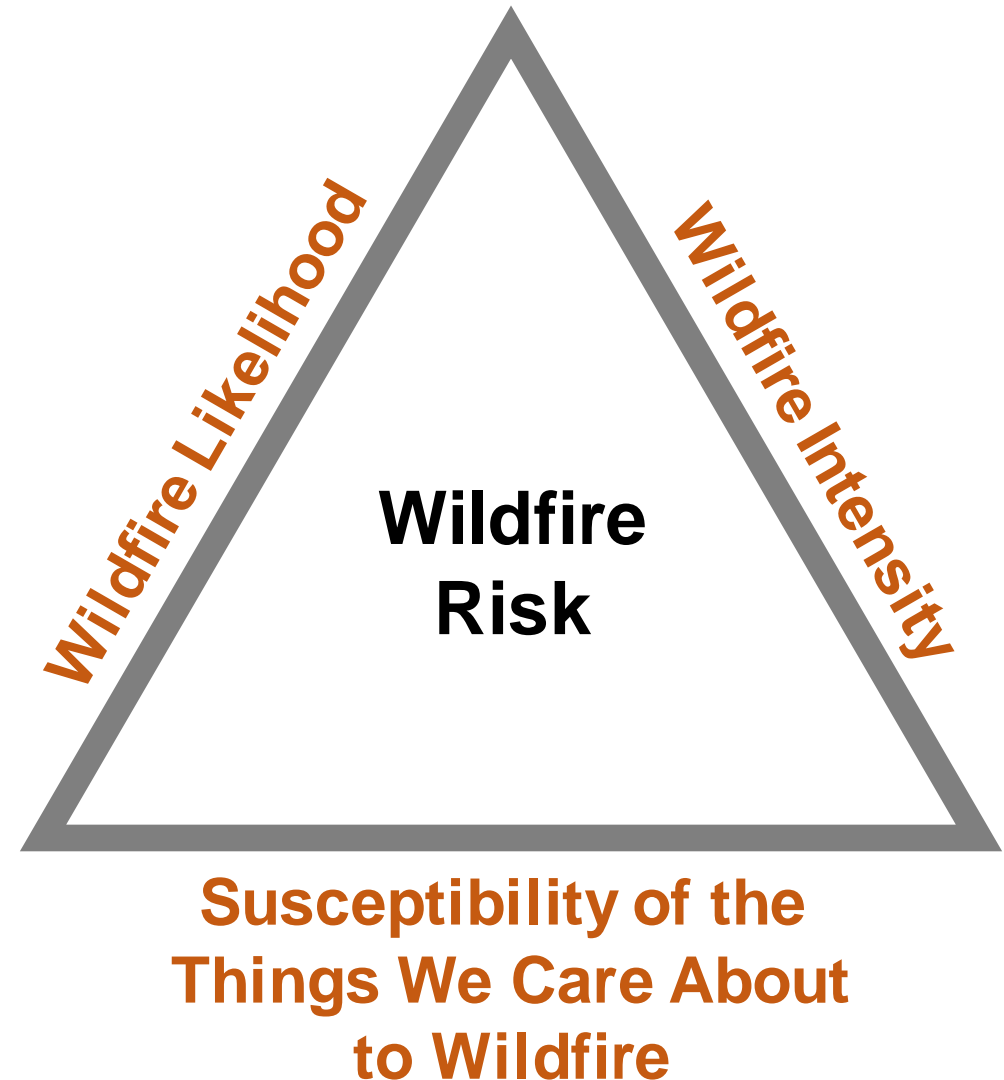 Wildfire Likelihood
Wildfire Intensity
Wildfire
Risk
Susceptibility of the
Things We Care About
to Wildfire